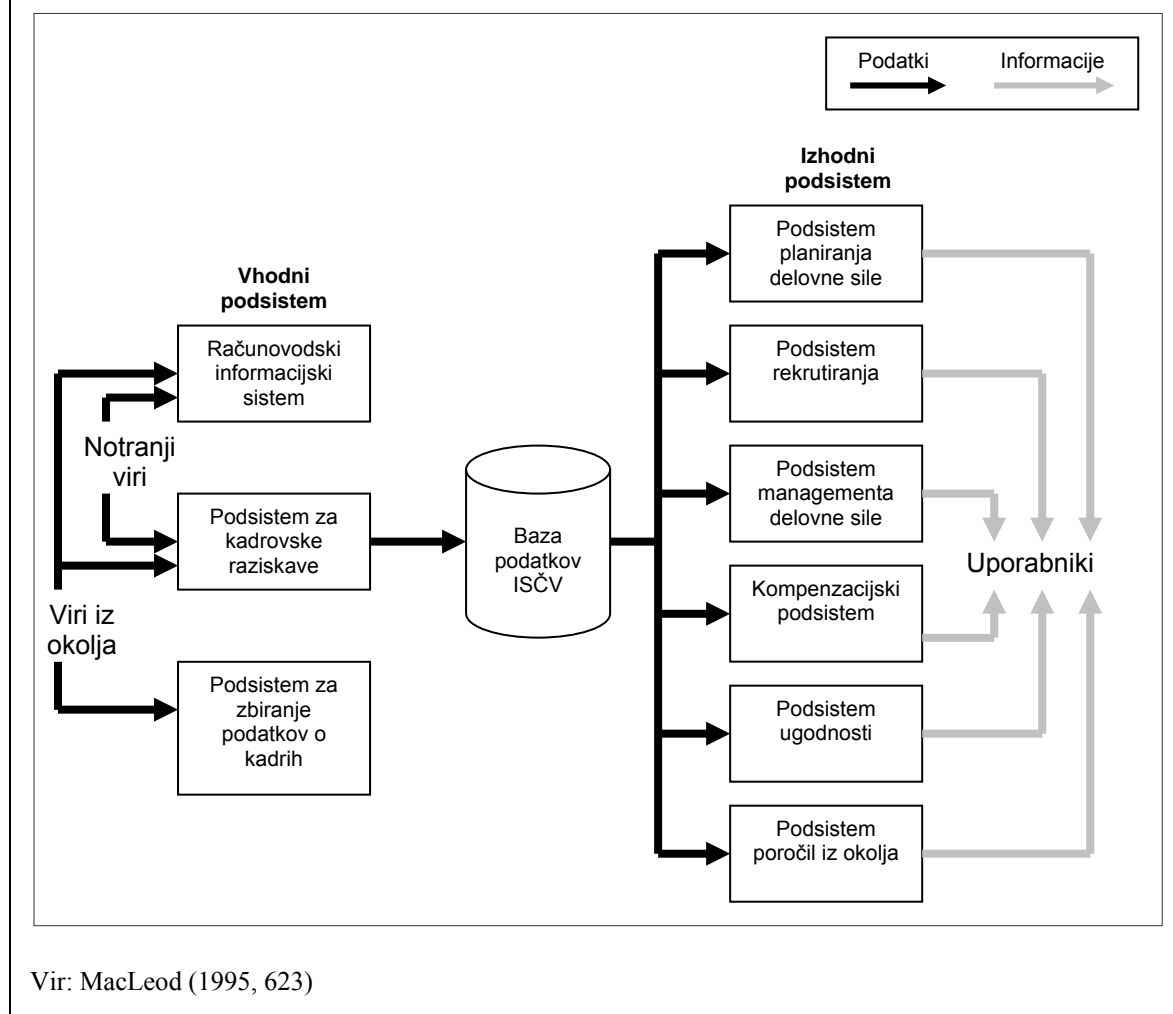 Podatki
Informacije
Vhodni
podsistem
Računovodski
informacijski
sistem
Notranji
viri
Podsistem za
kadrovske
raziskave
Viri iz
okolja
Podsistem za
zbiranje
podatkov o
kadrih
Baza
podatkov
ISČV
Izhodni
podsistem
Podsistem
planiranja
delovne sile
Podsistem
rekrutiranja
Podsistem
managementa
delovne sile
Kompenzacijski
podsistem
Podsistem
ugodnosti
Podsistem
poročil iz okolja
Uporabniki
Vir: MacLeod (1995, 623)